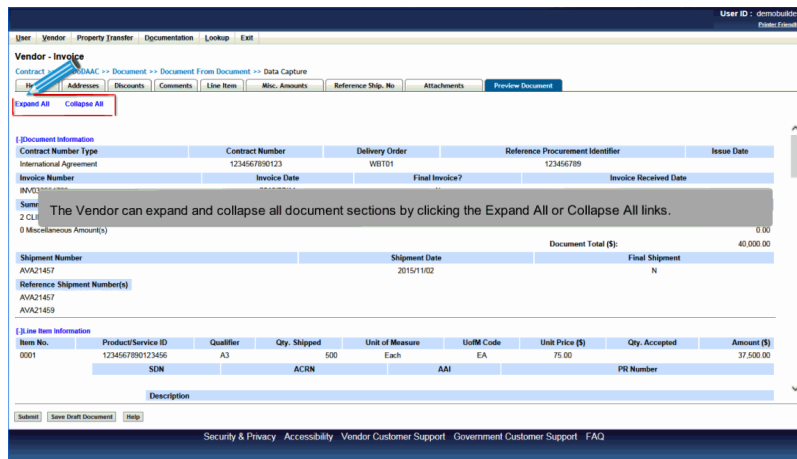 User ID : demobuilde
Printer Friendl
User Vendor Property Transfer Documentation Lookup Exit
Vendor - Invoice
Contract >> DAAC >> Document >> Document From Document >> Data Capture
Addresses Discounts Comments Line Item Misc. Amounts Reference Ship. No Attachments Preview Document
Expand All Collapse All
[-]Document Information
Contract Number Type Contract Number Delivery Order Reference Procurement Identifier Issue Date
International Agreement 1234567890123 WBT01 123456789
Invoice Number Invoice Date Final Invoice? Invoice Received Date
The Vendor can expand and collapse all document sections by clicking the Expand All or Collapse All links.
0 Miscellaneous Amount(s) 0.00
Document Total ($): 40,000.00
Shipment Number Shipment Date Final Shipment
AVA21457 2015/11/02 N
Reference Shipment Number(s)
AVA21457
AVA21459
[-]Line Item Information
Item No. Product/Service ID Qualifier Qty. Shipped Unit of Measure UofM Code Unit Price ($) Qty. Accepted Amount ($)
0001 1234567890123456 A3 500 Each EA 75.00 37,500.00
SDN ACRN AAI PR Number
Description
Submit Save Draft Document Help
Security & Privacy Accessibility Vendor Customer Support Government Customer Support FAQ